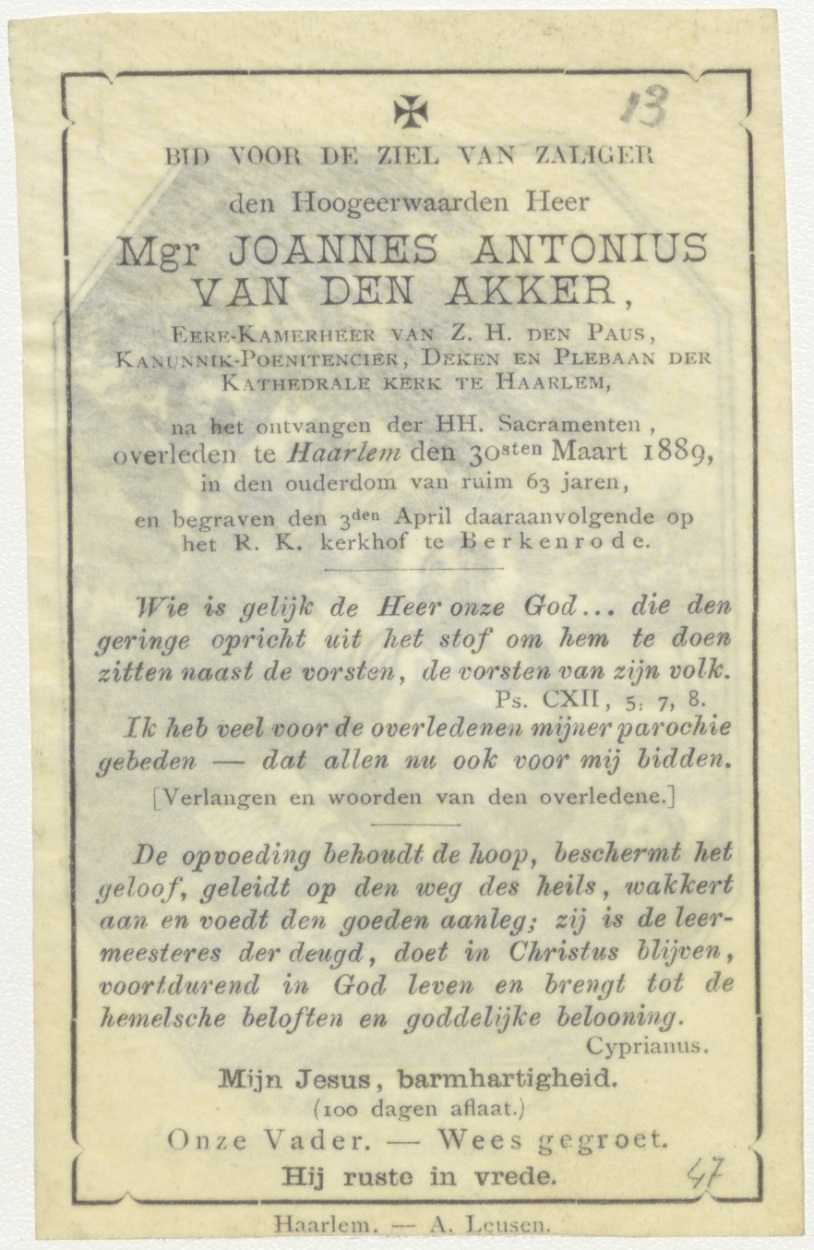 13
✠
BID VOOR DE ZIEL VAN ZALIGER
den Hoogeerwaarden Heer
Mgr JOANNES ANTONIUS
VAN DEN AKKER,
EERE-KAMERHEER VAN Z. H. DEN PAUS,
KANUNNIK-POENITENCIER, DEKEN EN PLEBAAN DER
KATHEDRALE KERK TE HAARLEM,
na het ontvangen der HH. Sacramenten,
overleden te Haarlem den 30sten Maart 1889,
in den ouderdom van ruim 63 jaren,
en begraven den 3den April daaraanvolgende op
het R. K. kerkhof te Berkenrode.
Wie is gelijk de Heer onze God... die den
geringe opricht uit het stof om hem te doen
zitten naast de vorsten, de vorsten van zijn volk.
Ps. CXII, 5; 7, 8.
Ik heb veel voor de overledenen mijner parochie
gebeden — dat allen nu ook voor mij bidden.
[Verlangen en woorden van den overledene.]
De opvoeding behoudt de hoop, beschermt het
geloof, geleidt op den weg des heils, wakkert
aan en voedt den goeden aanleg; zij is de leer-
meesteres der deugd, doet in Christus blijven,
voortdurend in God leven en brengt tot de
hemelsche beloften en goddelijke belooning.
Cyprianus.
Mijn Jesus, barmhartigheid.
(100 dagen aflaat.)
Onze Vader. — Wees gegroet.
Hij ruste in vrede.
47
Haarlem. — A. Leusen.